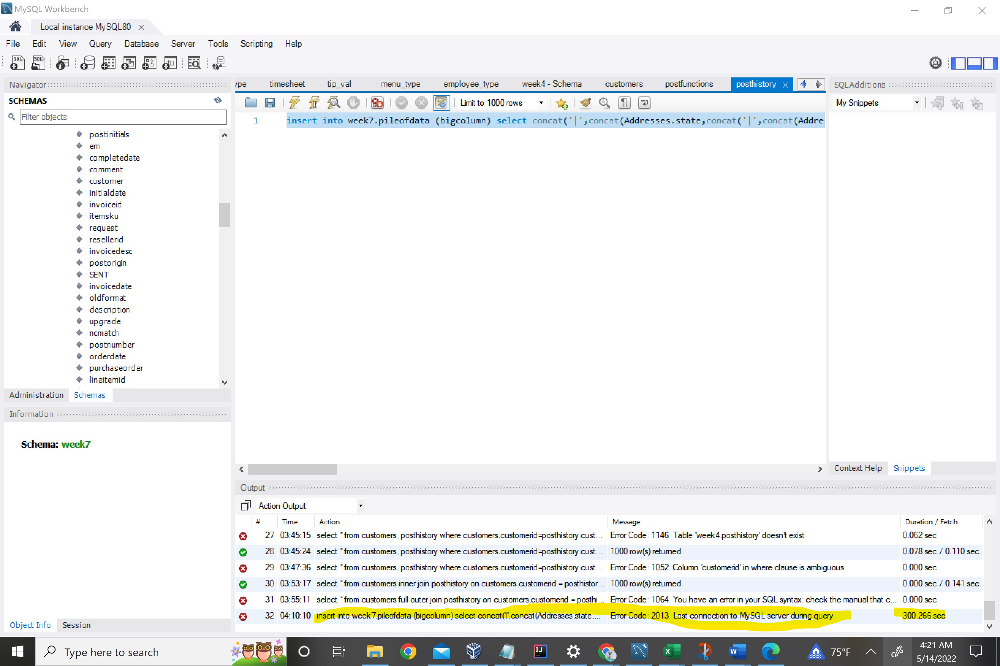 MySQL Workbench
Local instance MySQL80
File Edit View Query Database Server Tools Scripting Help
Navigator
SCHEMAS
Filter objects
postinitials
em
completedate
comment
customer
initialdate
invoiceid
itemsku
request
resellerid
invoicedesc
postorigin
SENT
invoicedate
oldformat
description
upgrade
ncmatch
postnumber
orderdate
purchaseorder
lineitemid
Administration Schemas
Information
Schema: week7
Object Info Session
ype timesheet tip_val menu_type employee_type week4 - Schema customers postfunctions posthistory
Limit to 1000 rows
1 insert into week7.pileofdata (bigcolumn) select concat('|',concat(Addresses.state,concat('|',concat(Addre
SQLAdditions
My Snippets
Context Help Snippets
Output
Action Output
# Time Action Message Duration / Fetch
27 03:45:15 select * from customers, posthistory where customers.customerid=posthistory.cust... Error Code: 1146. Table 'week4.posthistory' doesn't exist 0.062 sec
28 03:45:24 select * from customers, posthistory where customers.customerid=posthistory.cust... 1000 row(s) returned 0.078 sec / 0.110 sec
29 03:47:36 select * from customers, posthistory where customers.customerid=posthistory.cust... Error Code: 1052. Column 'customerid' in where clause is ambiguous 0.000 sec
30 03:53:17 select * from customers inner join posthistory on customers.customerid = posthistor... 1000 row(s) returned 0.000 sec / 0.141 sec
31 03:55:11 select * from customers full outer join posthistory on customers.customerid = posthi... Error Code: 1064. You have an error in your SQL syntax; check the manual that c... 0.000 sec
32 04:10:10 insert into week7.pileofdata (bigcolumn) select concat('|',concat(Addresses.state,... Error Code: 2013. Lost connection to MySQL server during query 300.266 sec
Type here to search
75°F
4:21 AM
5/14/2022